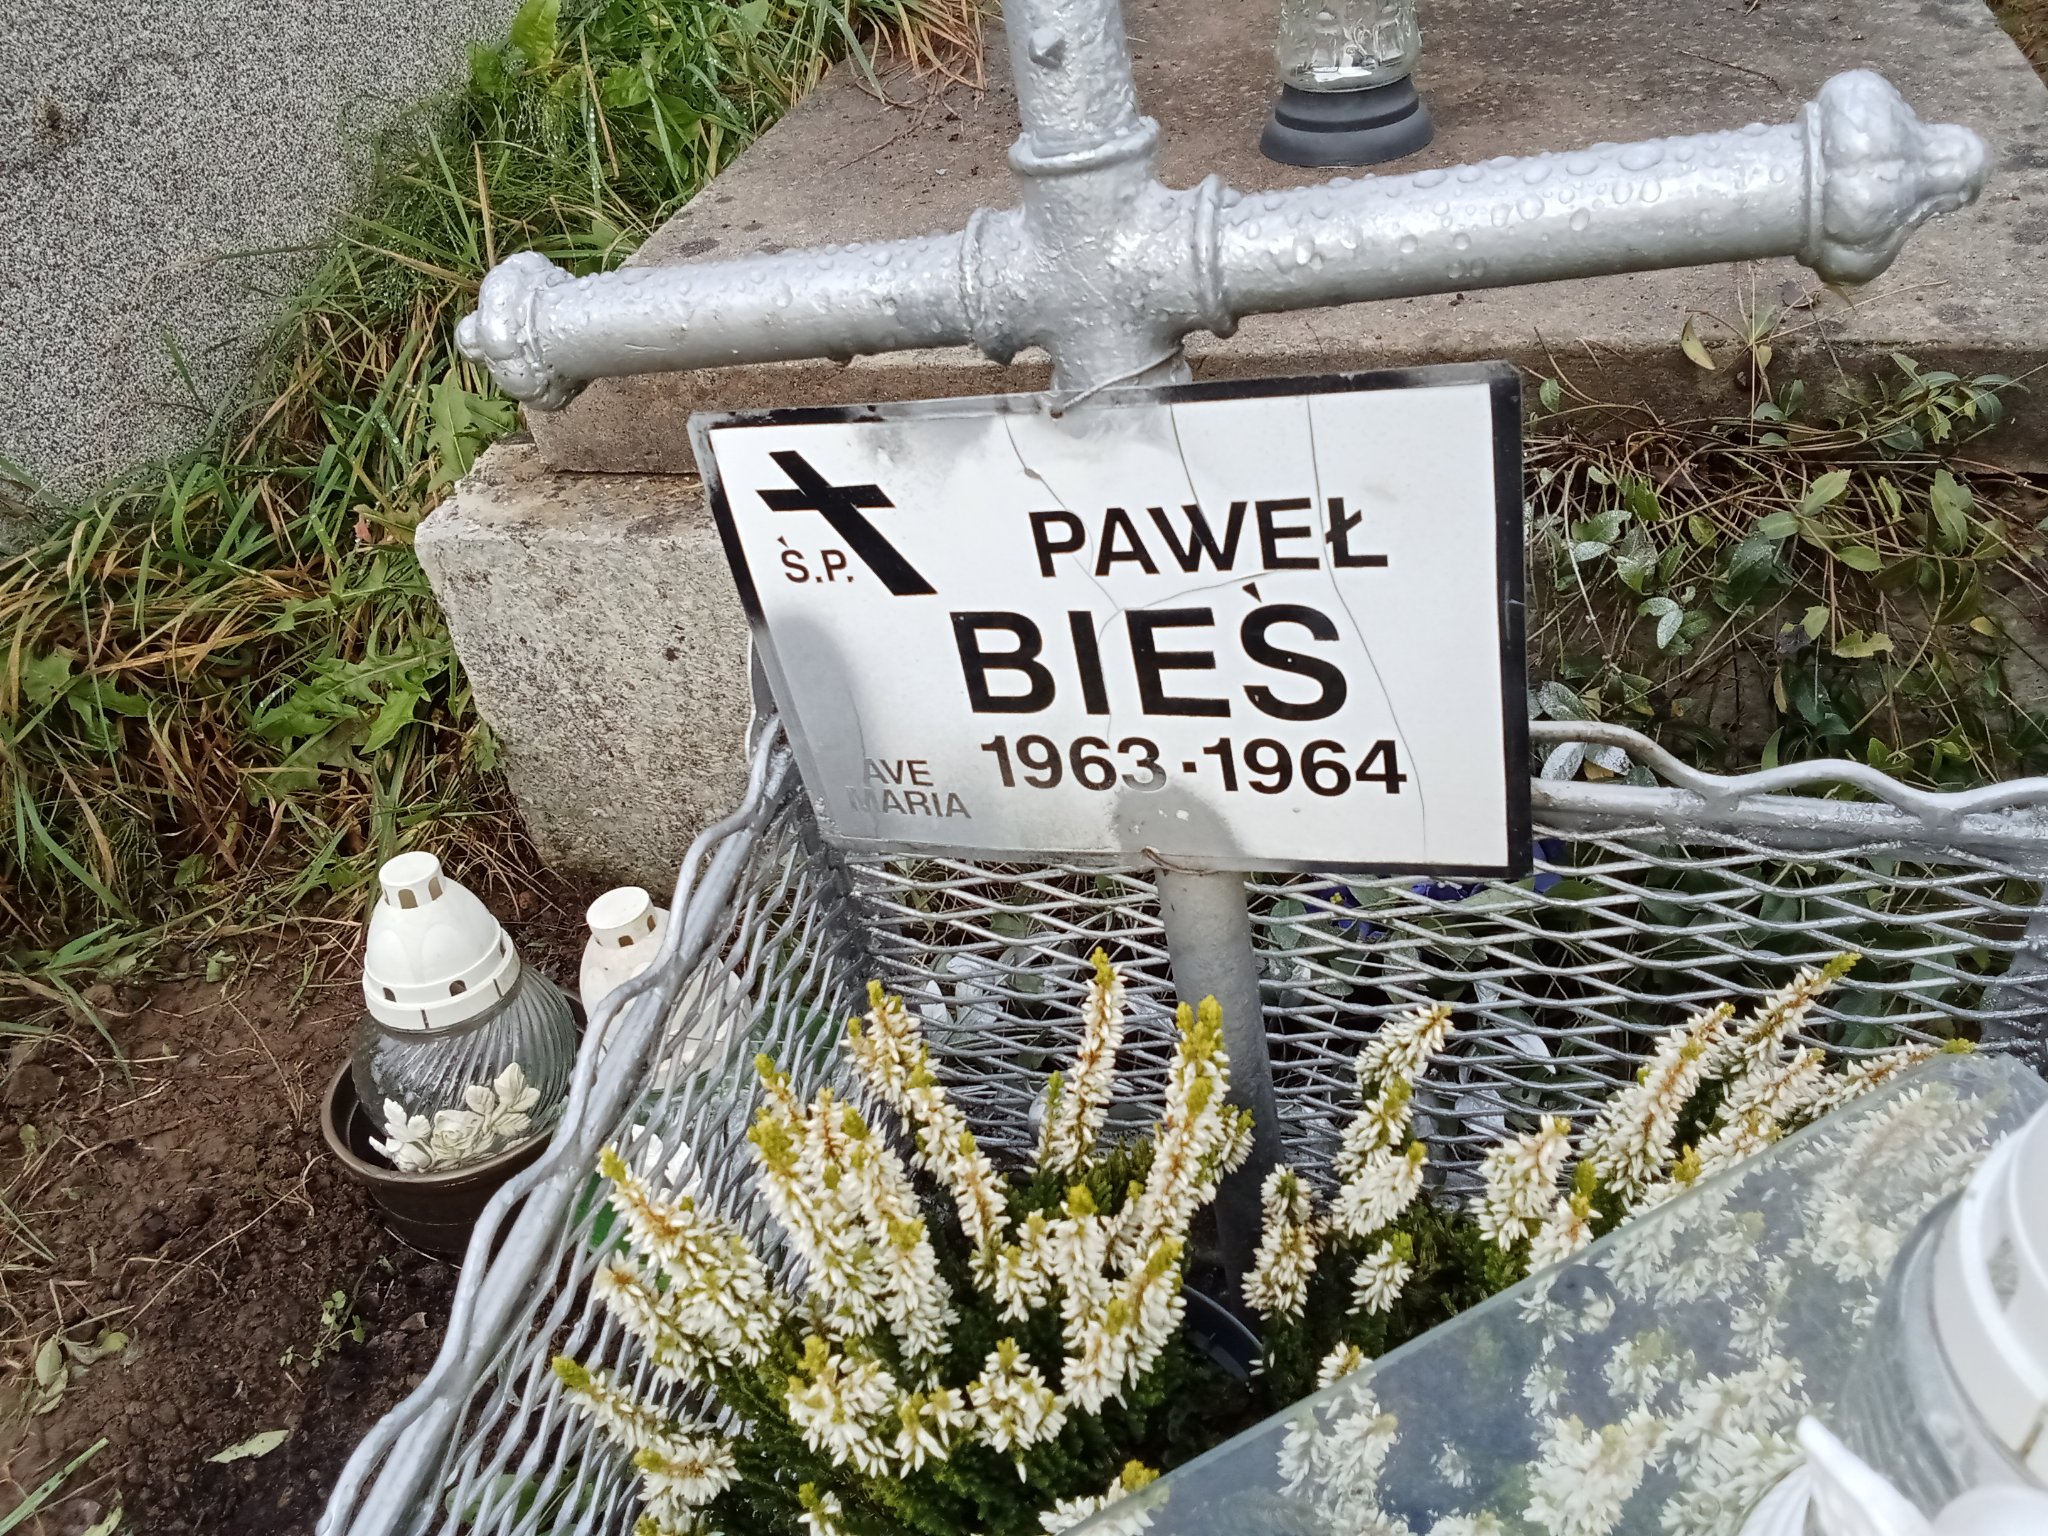 Ś.P.
PAWEŁ
BIEŚ
1963·1964
AVE
MARIA